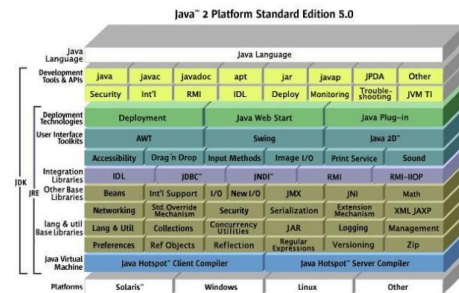 Java™ 2 Platform Standard Edition 5.0
Java Language
Java Language
Development Tools & APIs
java javac javadoc apt jar javap JPDA Other
Security Int'l RMI IDL Deploy Monitoring Trouble-shooting JVM TI
Deployment Technologies
Deployment Java Web Start Java Plug-in
User Interface Toolkits
AWT Swing Java 2D™
Accessibility Drag n Drop Input Methods Image I/O Print Service Sound
Integration Libraries
IDL JDBC™ JNDI™ RMI RMI-IIOP
Other Base Libraries
Beans Int'l Support I/O New I/O JMX JNI Math
Networking Std. Override Mechanism Security Serialization Extension Mechanism XML JAXP
lang & util Base Libraries
Lang & Util Collections Concurrency Utilities JAR Logging Management
Preferences Ref Objects Reflection Regular Expressions Versioning Zip
Java Virtual Machine
Java Hotspot™ Client Compiler Java Hotspot™ Server Compiler
Platforms
Solaris™ Windows Linux Other
JDK
JRE